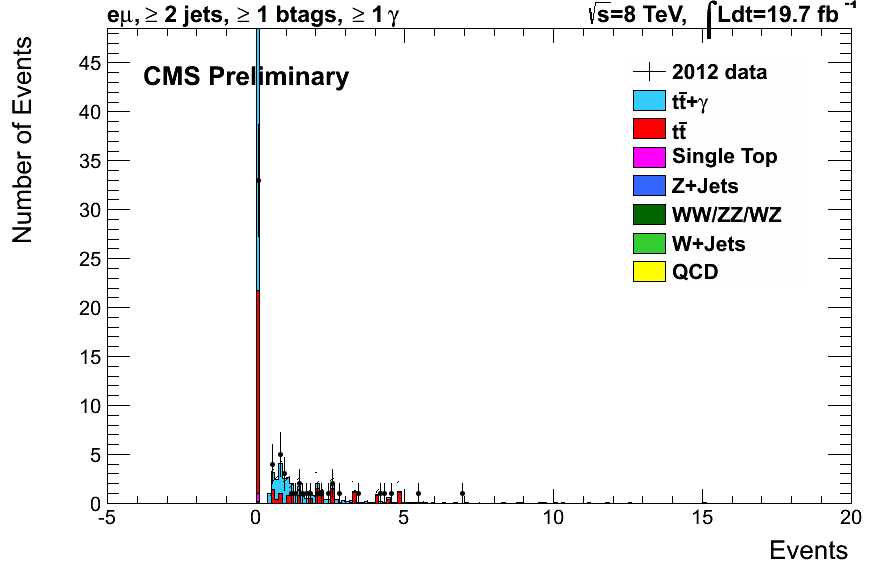 eμ, ≥ 2 jets, ≥ 1 btags, ≥ 1 γ
√s=8 TeV, ∫Ldt=19.7 fb⁻¹
CMS Preliminary
2012 data
tt̄+γ
tt̄
Single Top
Z+Jets
WW/ZZ/WZ
W+Jets
QCD
Number of Events
45
40
35
30
25
20
15
10
5
0
-5 0 5 10 15 20
Events